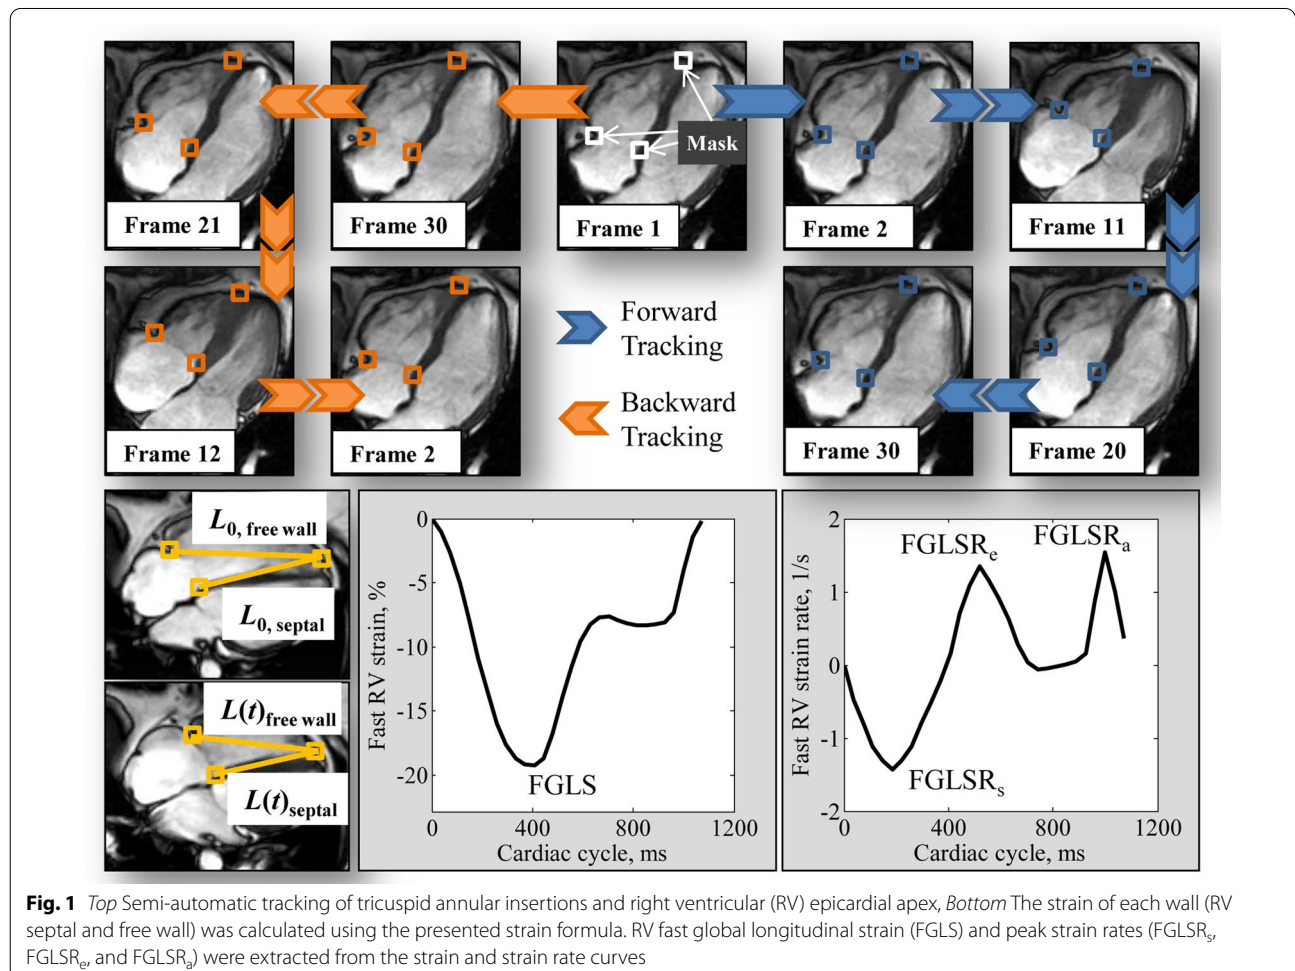 Frame 21
Frame 30
Mask
Frame 1
Frame 2
Frame 11
Frame 12
Frame 2
Forward
Tracking
Backward
Tracking
Frame 30
Frame 20
L0, free wall
L0, septal
L(t)free wall
L(t)septal
Fast RV strain, %
0
-5
-10
-15
-20
FGLS
0 400 800 1200
Cardiac cycle, ms
Fast RV strain rate, 1/s
2
1
0
-1
-2
FGLSRe
FGLSRa
FGLSRs
0 400 800 1200
Cardiac cycle, ms
Fig. 1 Top Semi-automatic tracking of tricuspid annular insertions and right ventricular (RV) epicardial apex, Bottom The strain of each wall (RV
septal and free wall) was calculated using the presented strain formula. RV fast global longitudinal strain (FGLS) and peak strain rates (FGLSRs,
FGLSRe, and FGLSRa) were extracted from the strain and strain rate curves